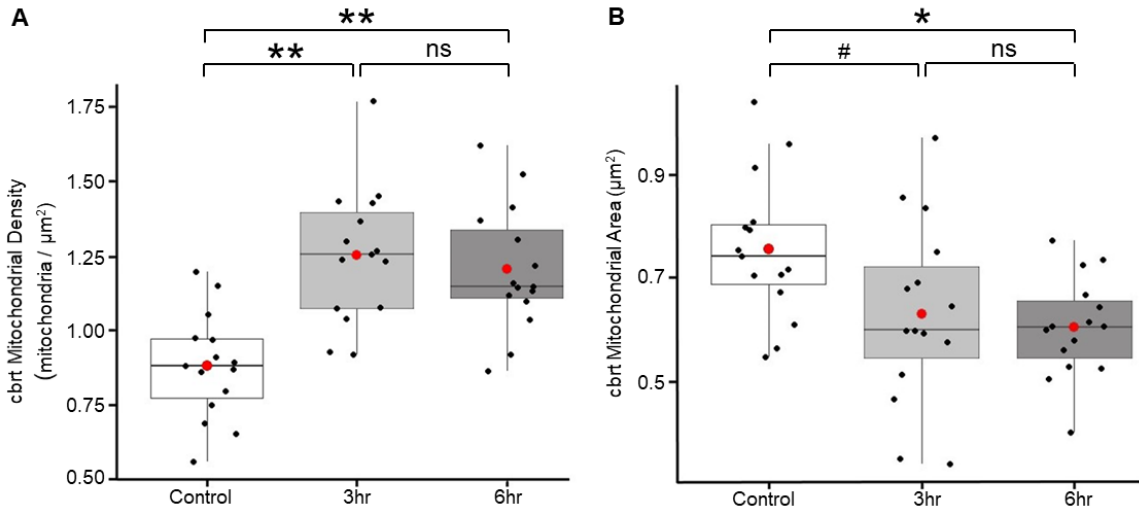 A
**
**
ns
cbrt Mitochondrial Density
(mitochondria / μm²)
1.75
1.50
1.25
1.00
0.75
0.50
Control
3hr
6hr
B
*
#
ns
cbrt Mitochondrial Area (μm²)
0.9
0.7
0.5
Control
3hr
6hr